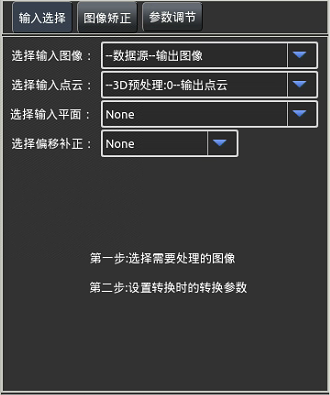 输入选择 图像矫正 参数调节
选择输入图像： --数据源--输出图像
选择输入点云： --3D预处理:0--输出点云
选择输入平面： None
选择偏移补正： None
第一步:选择需要处理的图像
第二步:设置转换时的转换参数